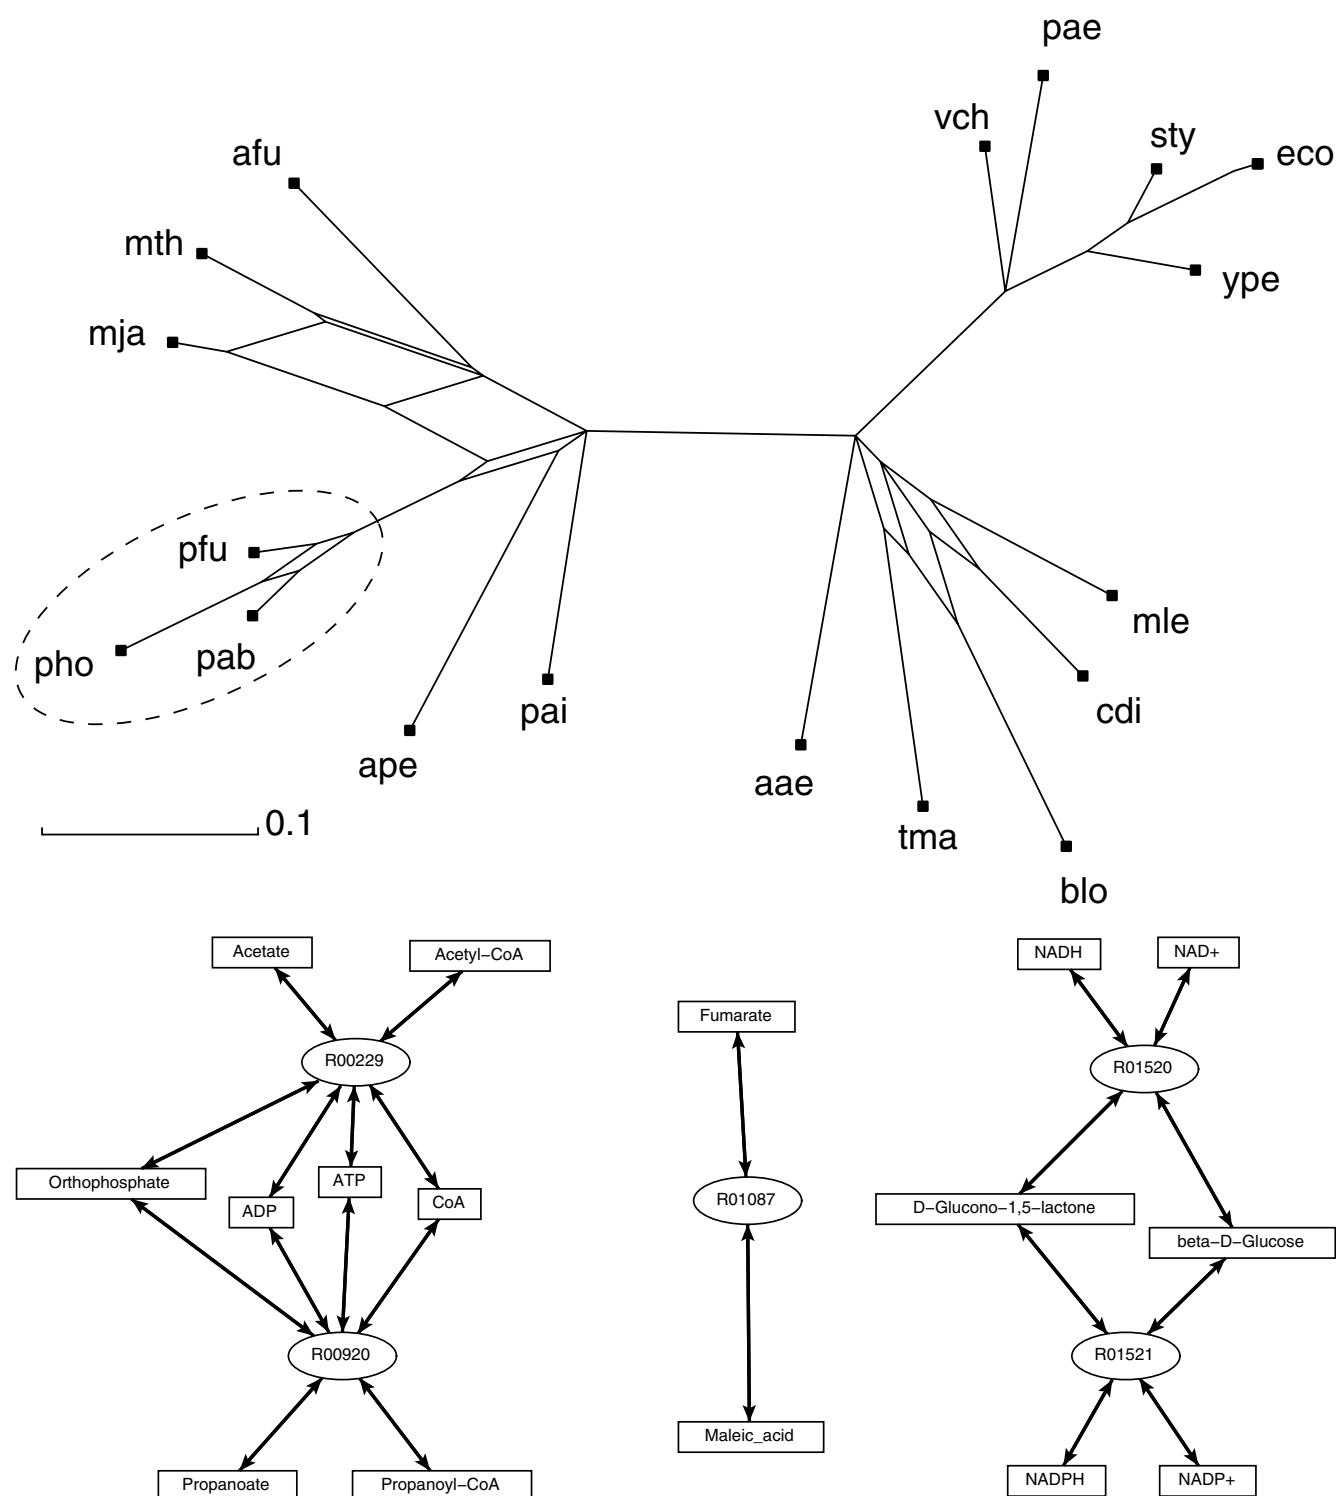 pae
vch
sty
eco
afu
mth
ype
mja
pfu
mle
pho
pab
pai
cdi
ape
aae
0.1
tma
blo
Acetate
Acetyl−CoA
NADH
NAD+
Fumarate
R00229
R01520
Orthophosphate
ATP
ADP
CoA
R01087
D−Glucono−1,5−lactone
beta−D−Glucose
R00920
R01521
Maleic_acid
Propanoate
Propanoyl−CoA
NADPH
NADP+